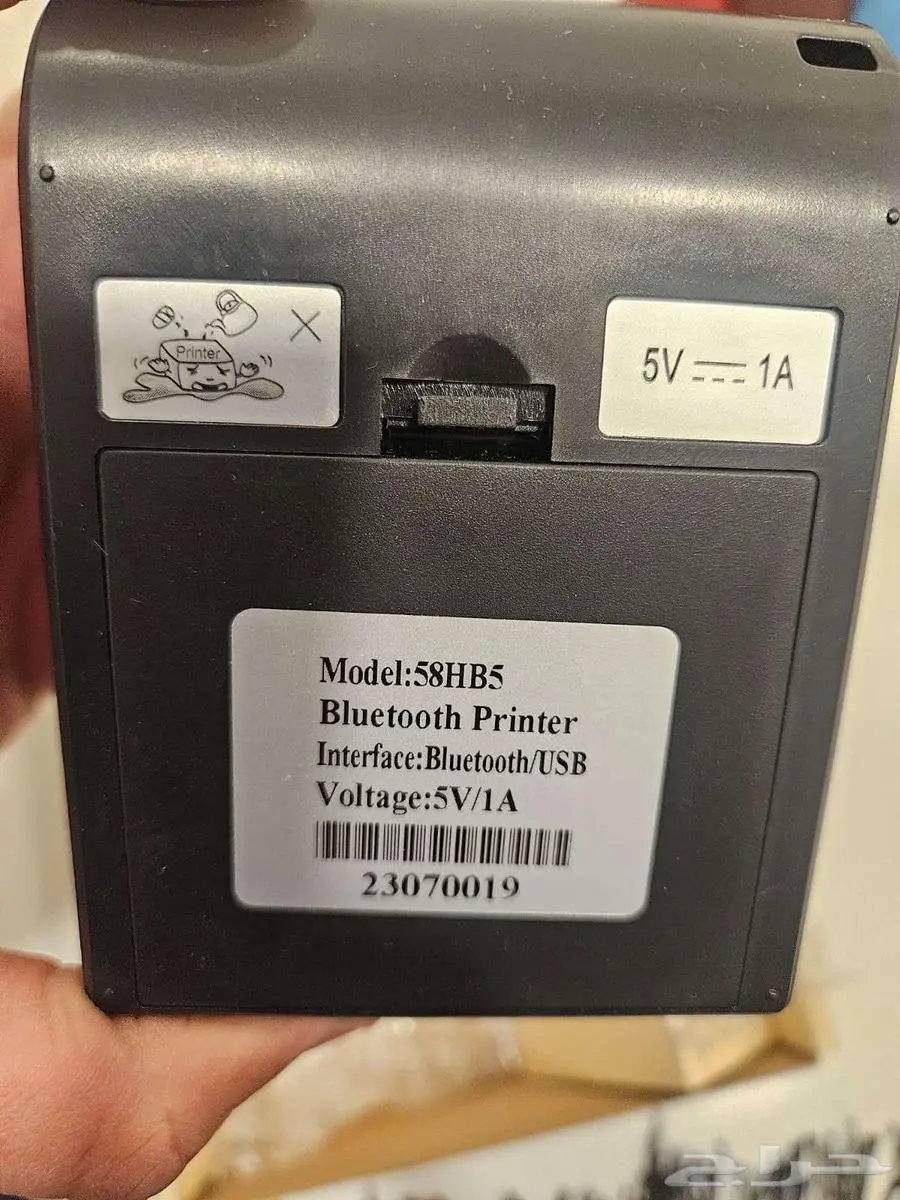 Printer
5V 1A
Model:58HB5
Bluetooth Printer
Interface:Bluetooth/USB
Voltage:5V/1A
23070019
حراج